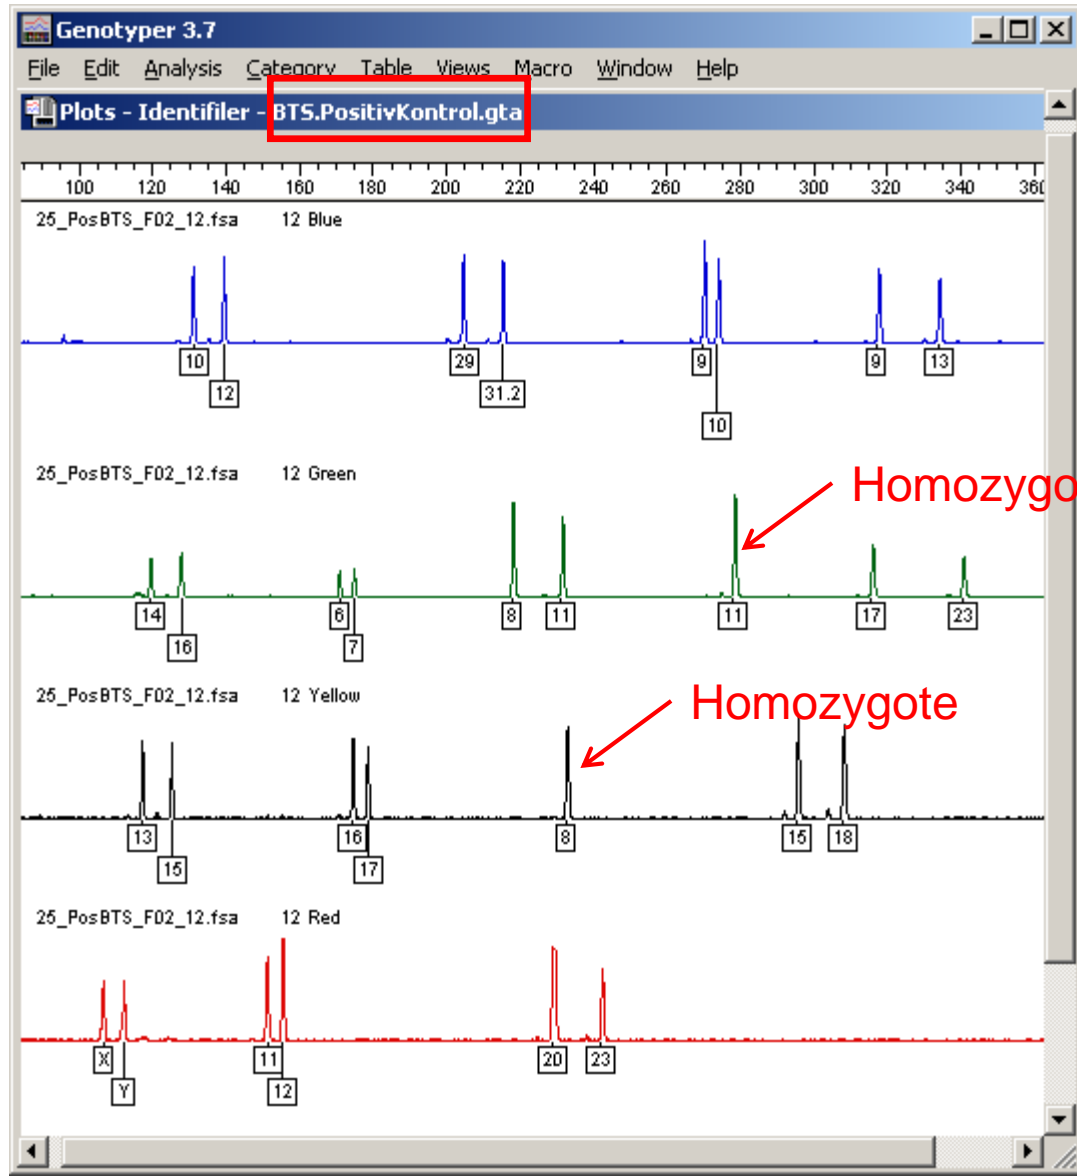 Genotyper 3.7
File Edit Analysis Category Table Views Macro Window Help
Plots - Identifiler - BTS.PositivKontrol.gta
100 120 140 160 180 200 220 240 260 280 300 320 340 360
25_PosBTS_F02_12.fsa 12 Blue
10 29 9 9 13
12 31.2
10
25_PosBTS_F02_12.fsa 12 Green
Homozygo
14 6 8 11 11 17 23
16 7
25_PosBTS_F02_12.fsa 12 Yellow
Homozygote
13 16 8 15 18
15 17
25_PosBTS_F02_12.fsa 12 Red
X 11 20 23
Y 12